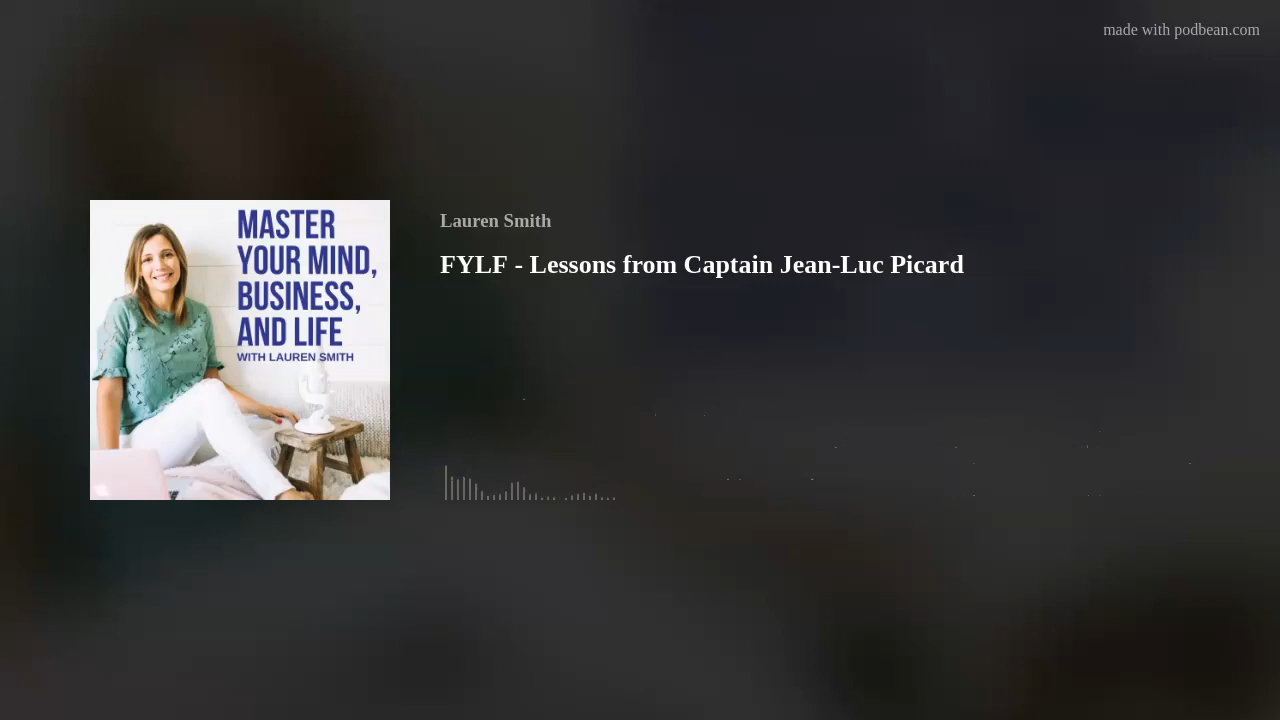 made with podbean.com
MASTER
YOUR MIND,
BUSINESS,
AND LIFE
WITH LAUREN SMITH
Lauren Smith
FYLF - Lessons from Captain Jean-Luc Picard